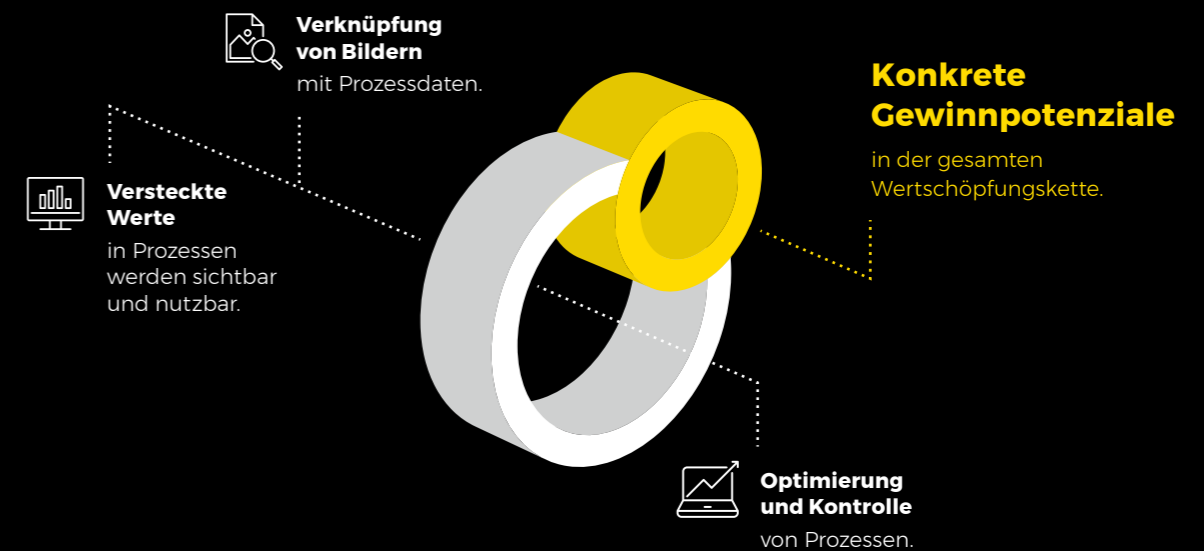 Verknüpfung
von Bildern
mit Prozessdaten.
Versteckte
Werte
in Prozessen
werden sichtbar
und nutzbar.
Konkrete
Gewinnpotenziale
in der gesamten
Wertschöpfungskette.
Optimierung
und Kontrolle
von Prozessen.